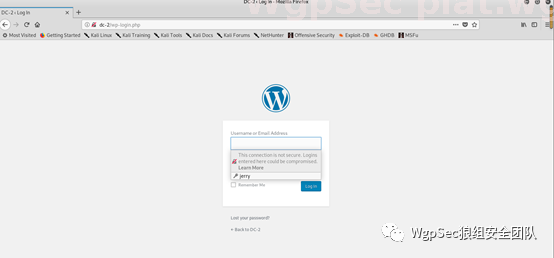 DC-2 ‹ Log In - Mozilla Firefox
DC-2 ‹ Log In
dc-2/wp-login.php
Most Visited Getting Started Kali Linux Kali Training Kali Tools Kali Docs Kali Forums NetHunter Offensive Security Exploit-DB GHDB MSFu
Username or Email Address
This connection is not secure. Logins
entered here could be compromised.
Learn More
jerry
Remember Me Log In
Lost your password?
← Back to DC-2
WgpSec狼组安全团队